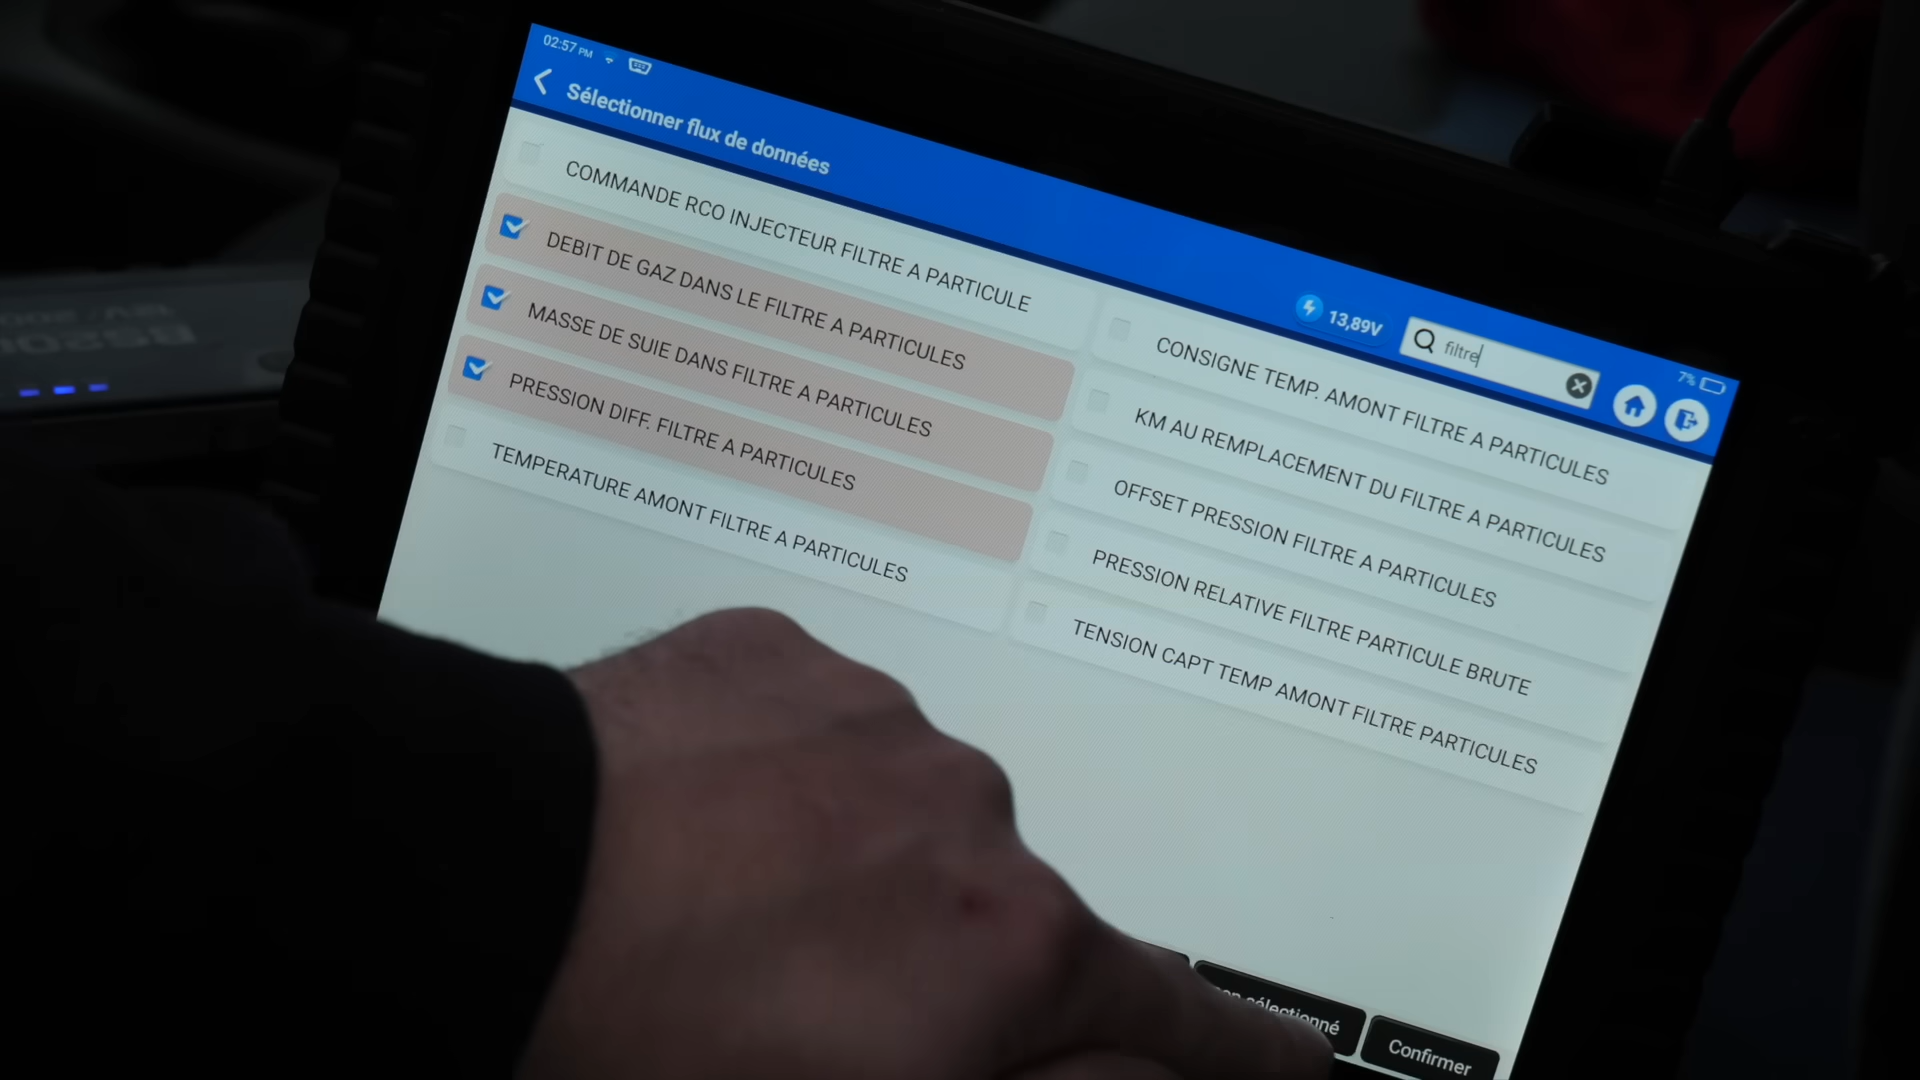 02:57 PM
7%
Sélectionner flux de données
13,89V
filtre
COMMANDE RCO INJECTEUR FILTRE A PARTICULE
CONSIGNE TEMP. AMONT FILTRE A PARTICULES
DEBIT DE GAZ DANS LE FILTRE A PARTICULES
KM AU REMPLACEMENT DU FILTRE A PARTICULES
MASSE DE SUIE DANS FILTRE A PARTICULES
OFFSET PRESSION FILTRE A PARTICULES
PRESSION DIFF. FILTRE A PARTICULES
PRESSION RELATIVE FILTRE PARTICULE BRUTE
TEMPERATURE AMONT FILTRE A PARTICULES
TENSION CAPT TEMP AMONT FILTRE PARTICULES
sélectionné
Confirmer